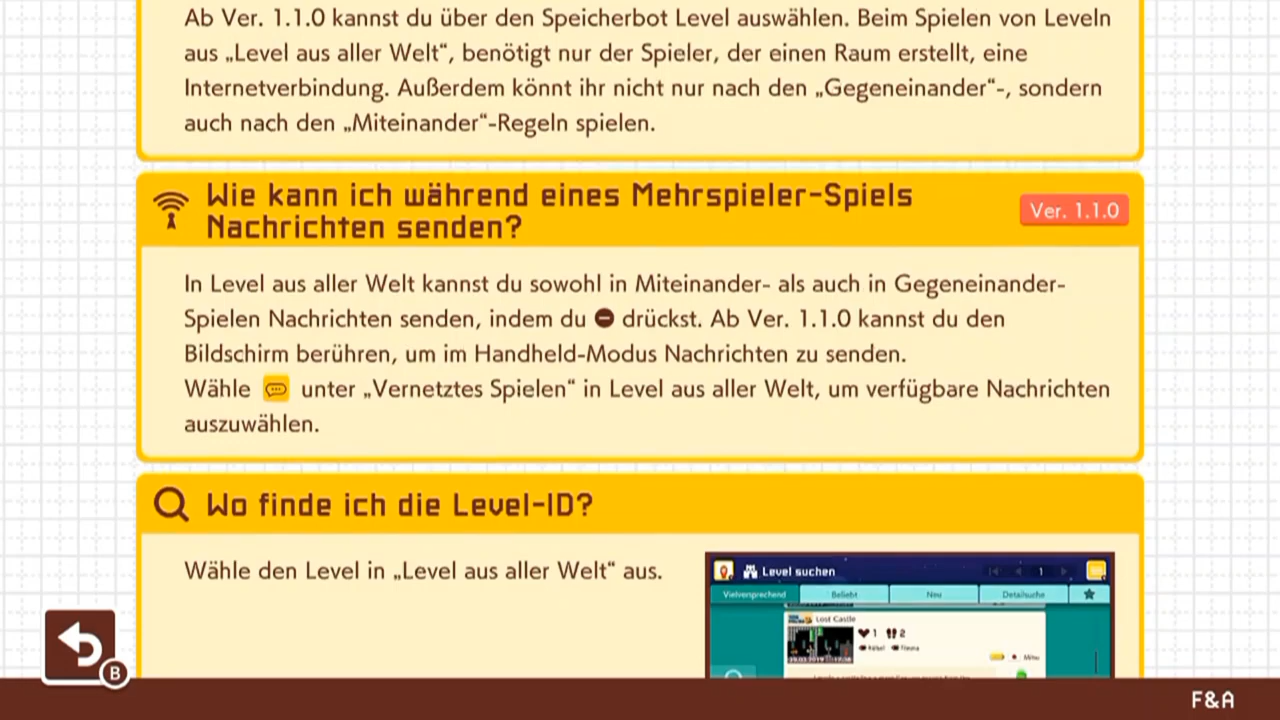 Ab Ver. 1.1.0 kannst du über den Speicherbot Level auswählen. Beim Spielen von Leveln
aus „Level aus aller Welt“, benötigt nur der Spieler, der einen Raum erstellt, eine
Internetverbindung. Außerdem könnt ihr nicht nur nach den „Gegeneinander“-, sondern
auch nach den „Miteinander“-Regeln spielen.
Wie kann ich während eines Mehrspieler-Spiels
Nachrichten senden?
Ver. 1.1.0
In Level aus aller Welt kannst du sowohl in Miteinander- als auch in Gegeneinander-
Spielen Nachrichten senden, indem du drückst. Ab Ver. 1.1.0 kannst du den
Bildschirm berühren, um im Handheld-Modus Nachrichten zu senden.
Wähle unter „Vernetztes Spielen“ in Level aus aller Welt, um verfügbare Nachrichten
auszuwählen.
Wo finde ich die Level-ID?
Wähle den Level in „Level aus aller Welt“ aus.
Level suchen
1
Vielversprechend
Beliebt
Neu
Detailsuche
Lost Castle
1 2
B
F&A